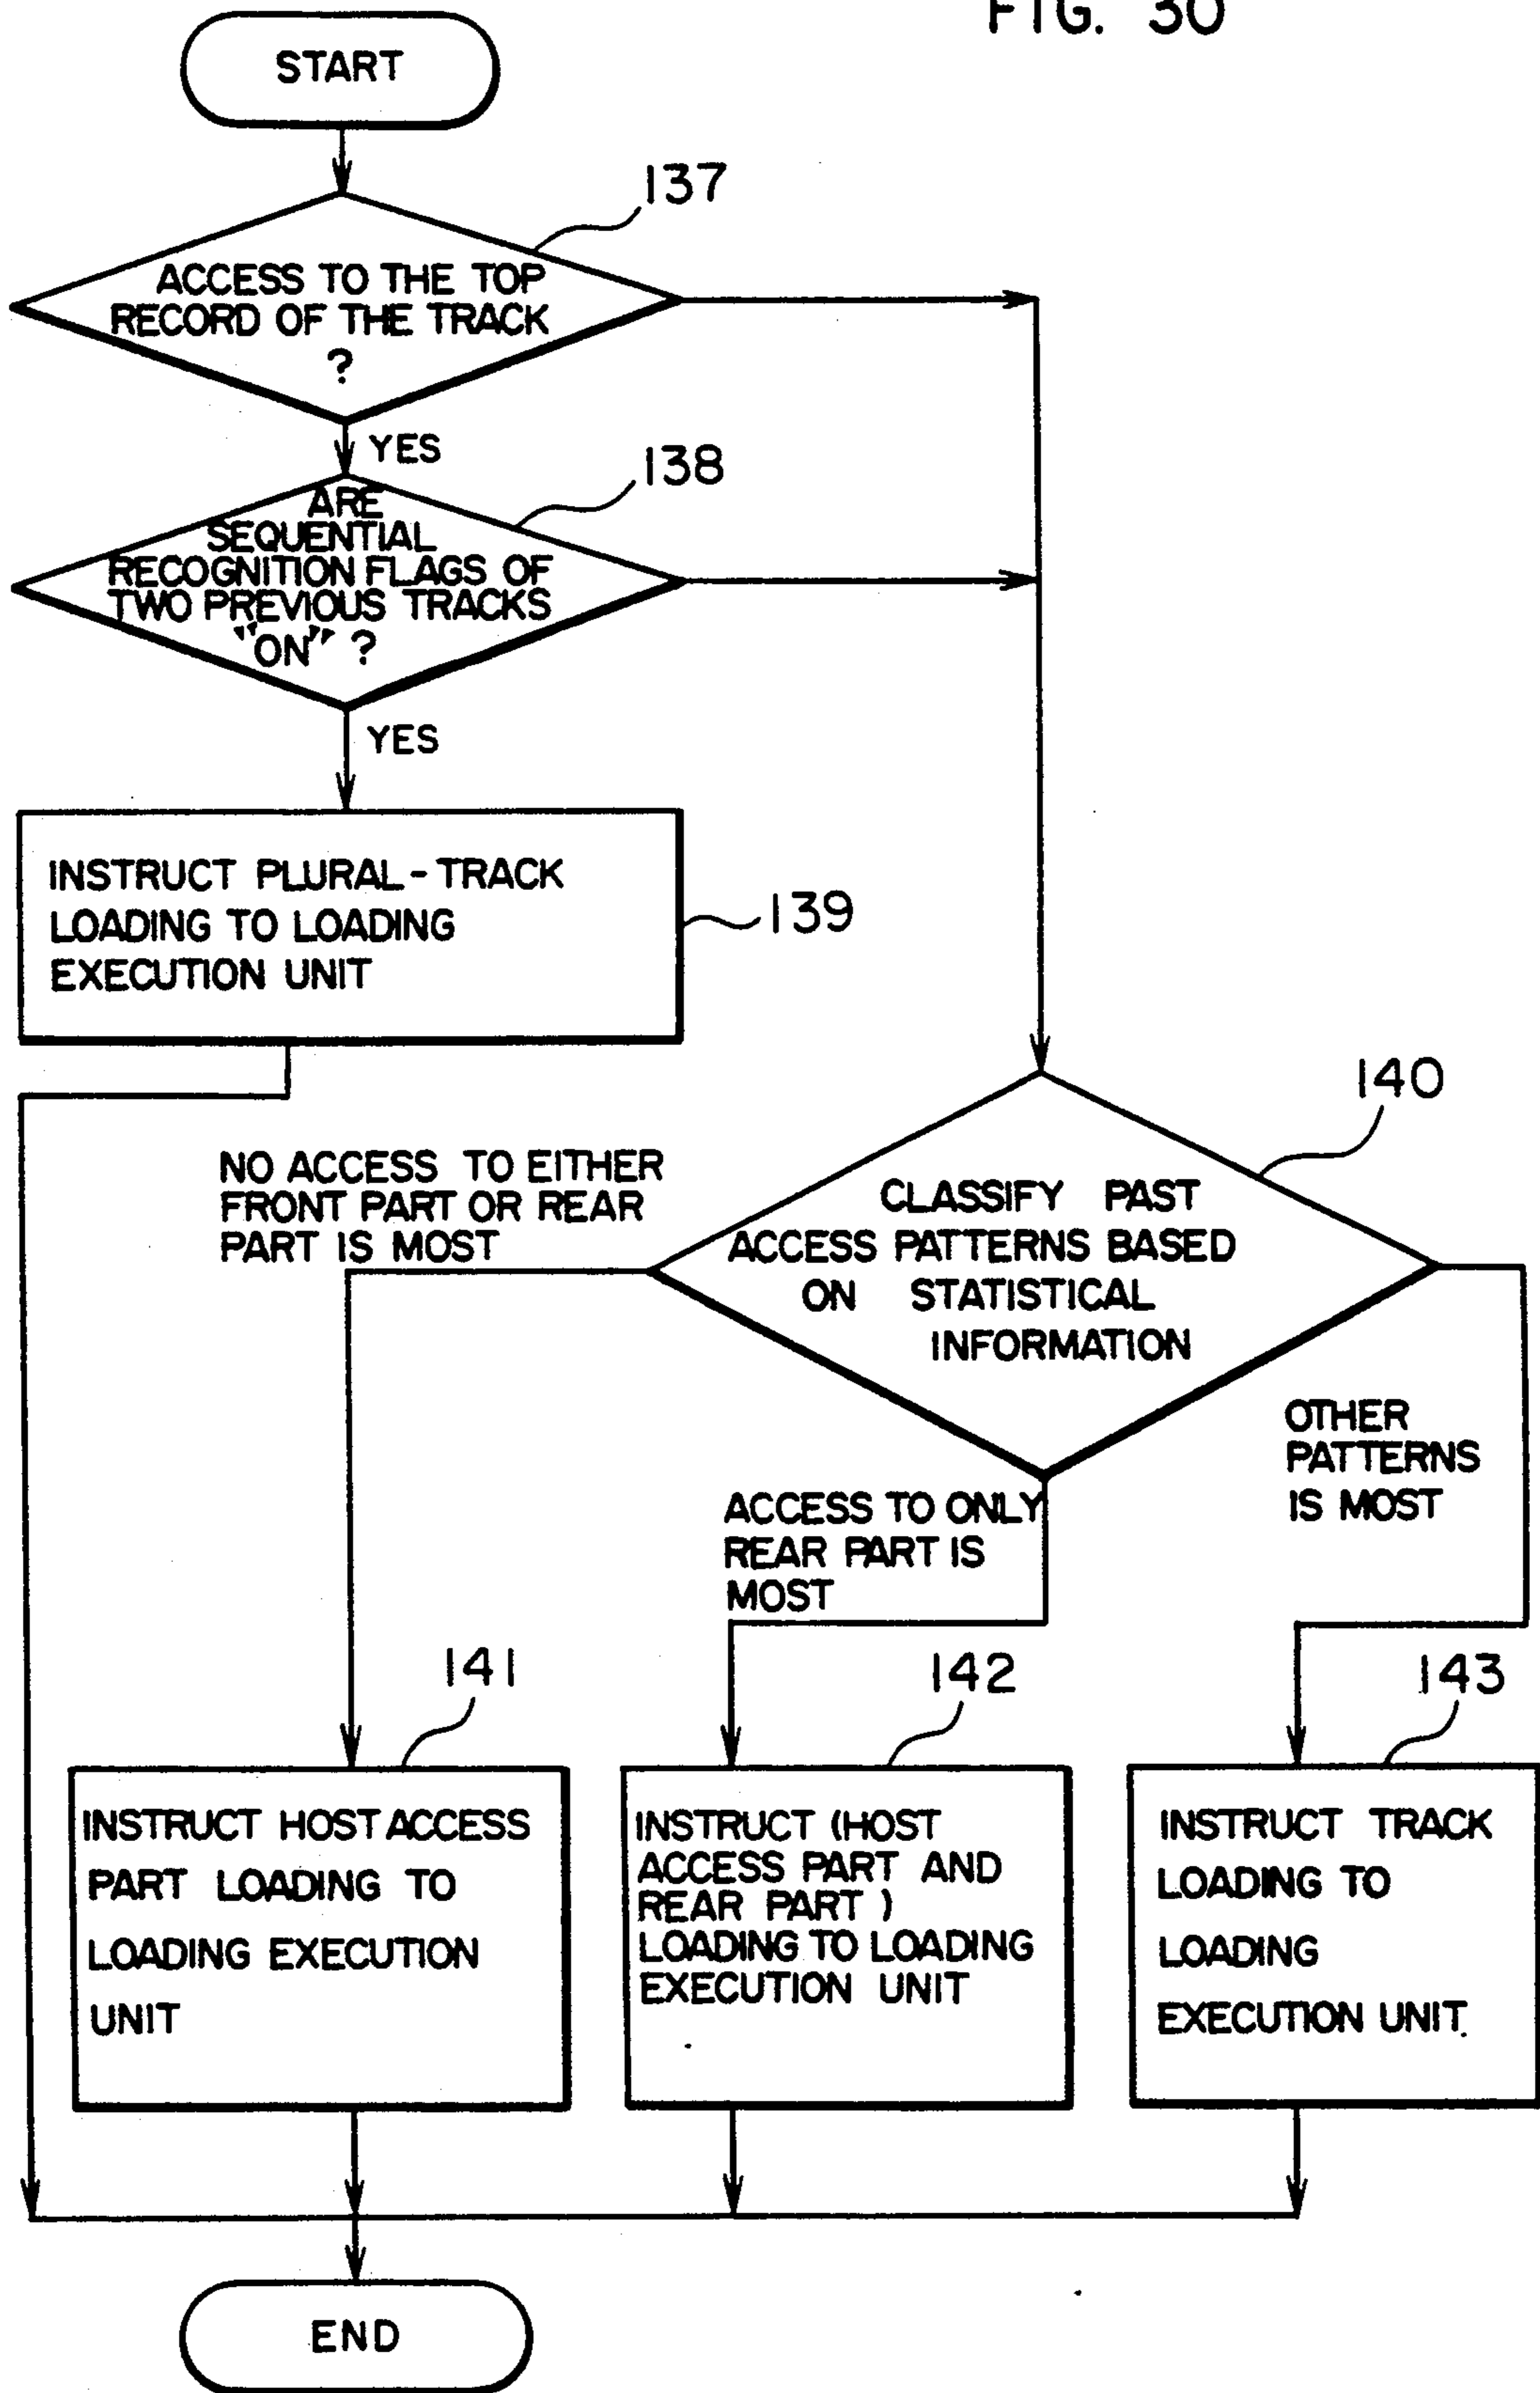 FIG. 30
START
137
ACCESS TO THE TOP
RECORD OF THE TRACK
?
YES
138
ARE
SEQUENTIAL
RECOGNITION FLAGS OF
TWO PREVIOUS TRACKS
"ON" ?
YES
INSTRUCT PLURAL-TRACK
LOADING TO LOADING
EXECUTION UNIT
139
140
NO ACCESS TO EITHER
FRONT PART OR REAR
PART IS MOST
CLASSIFY PAST
ACCESS PATTERNS BASED
ON STATISTICAL
INFORMATION
OTHER
PATTERNS
IS MOST
ACCESS TO ONLY
REAR PART IS
MOST
141
142
143
INSTRUCT HOST ACCESS
PART LOADING TO
LOADING EXECUTION
UNIT
INSTRUCT (HOST
ACCESS PART AND
REAR PART )
LOADING TO LOADING
EXECUTION UNIT
INSTRUCT TRACK
LOADING TO
LOADING
EXECUTION UNIT
END